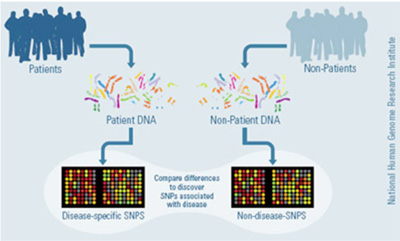 Patients
Non-Patients
Patient DNA
Non-Patient DNA
Compare differences
to discover
SNPs associated
with disease
Disease-specific SNPS
Non-disease-SNPS
National Human Genome Research Institute